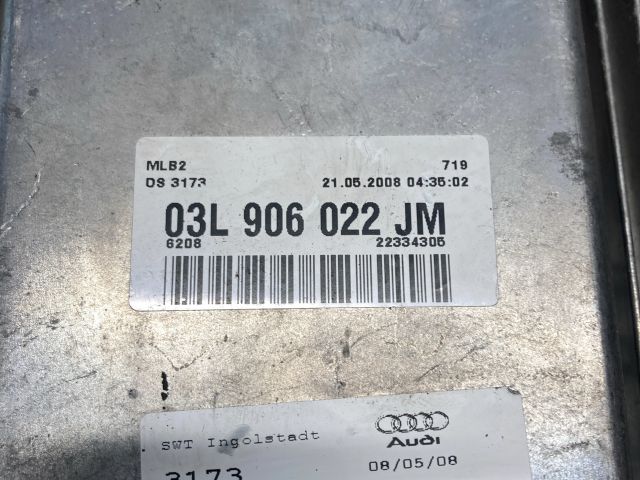 MLB2 719
DS 3173 21.05.2008 04:35:02
03L 906 022 JM
6208 22334305
SWT Ingolstadt Audi
3173 08/05/08